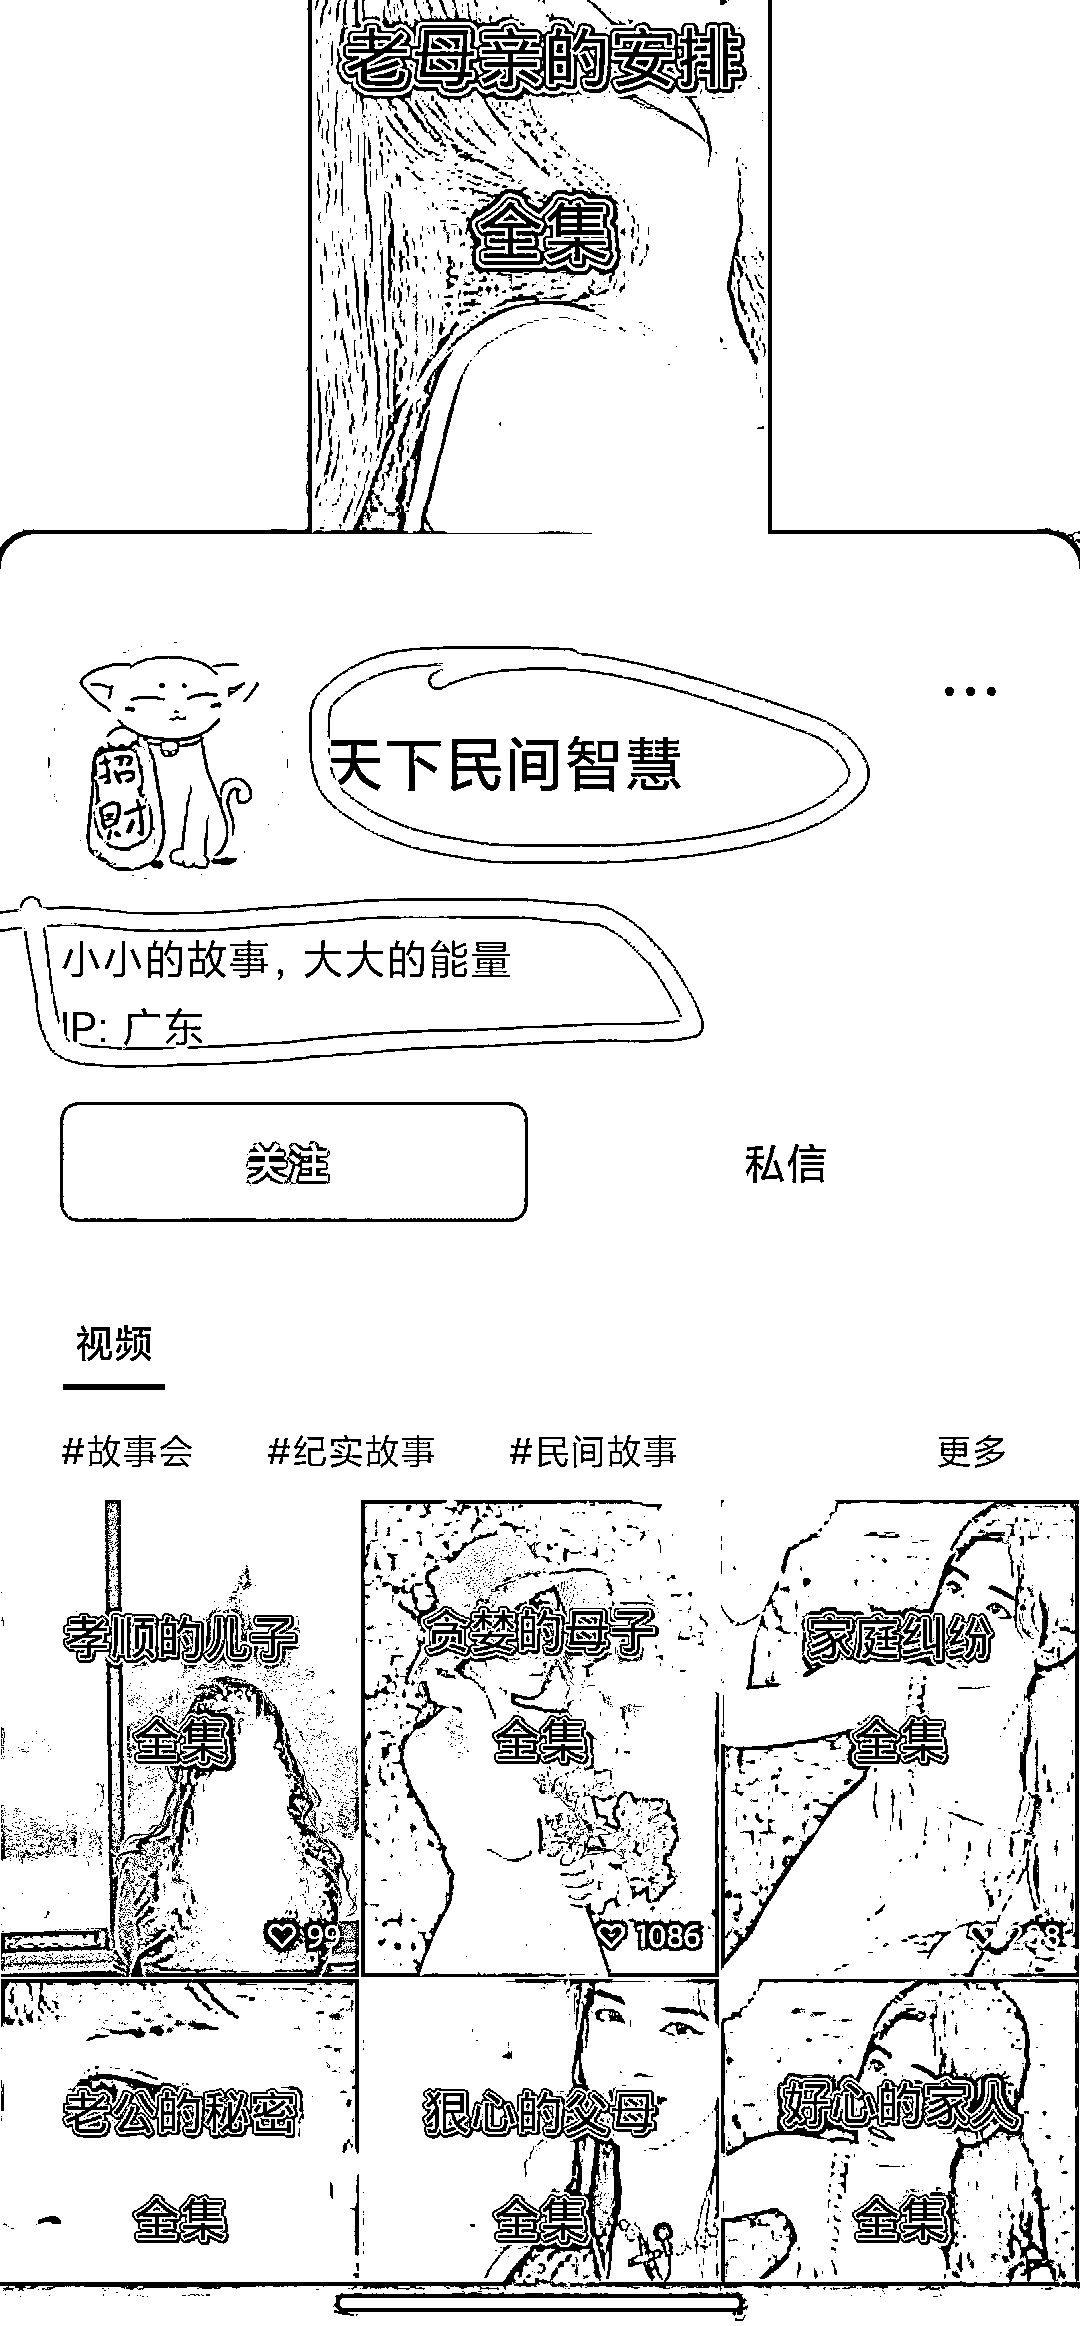 老母亲的安排
全集
招财
天下民间智慧
小小的故事，大大的能量
IP: 广东
关注
私信
视频
#故事会 #纪实故事 #民间故事 更多
孝顺的儿子 贪婪的母子 家庭纠纷
全集 全集 全集
99 1086
老公的秘密 狠心的父母 好心的家人
全集 全集 全集